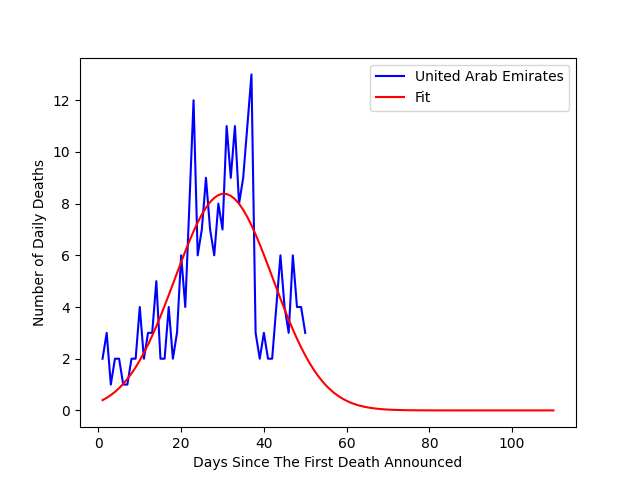 United Arab Emirates
Fit
12
10
8
6
4
2
0
Number of Daily Deaths
0 20 40 60 80 100
Days Since The First Death Announced